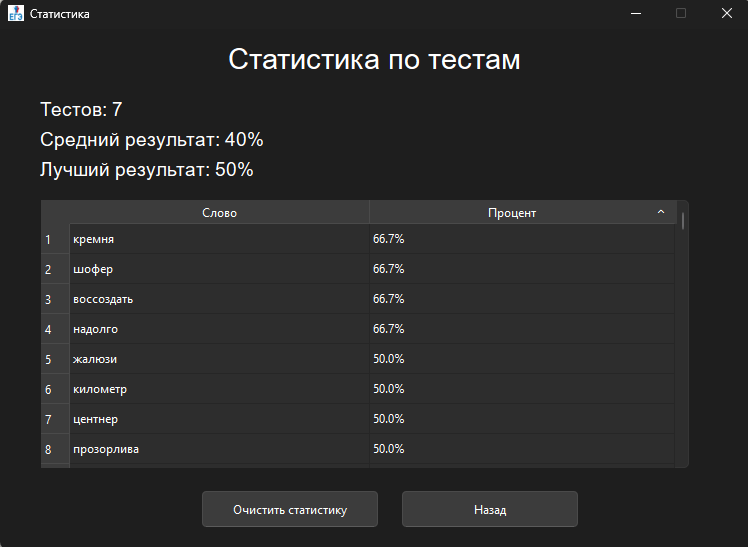 ЕГЭ Статистика
Статистика по тестам
Тестов: 7
Средний результат: 40%
Лучший результат: 50%
Слово Процент
1 кремня 66.7%
2 шофер 66.7%
3 воссоздать 66.7%
4 надолго 66.7%
5 жалюзи 50.0%
6 километр 50.0%
7 центнер 50.0%
8 прозорлива 50.0%
Очистить статистику Назад